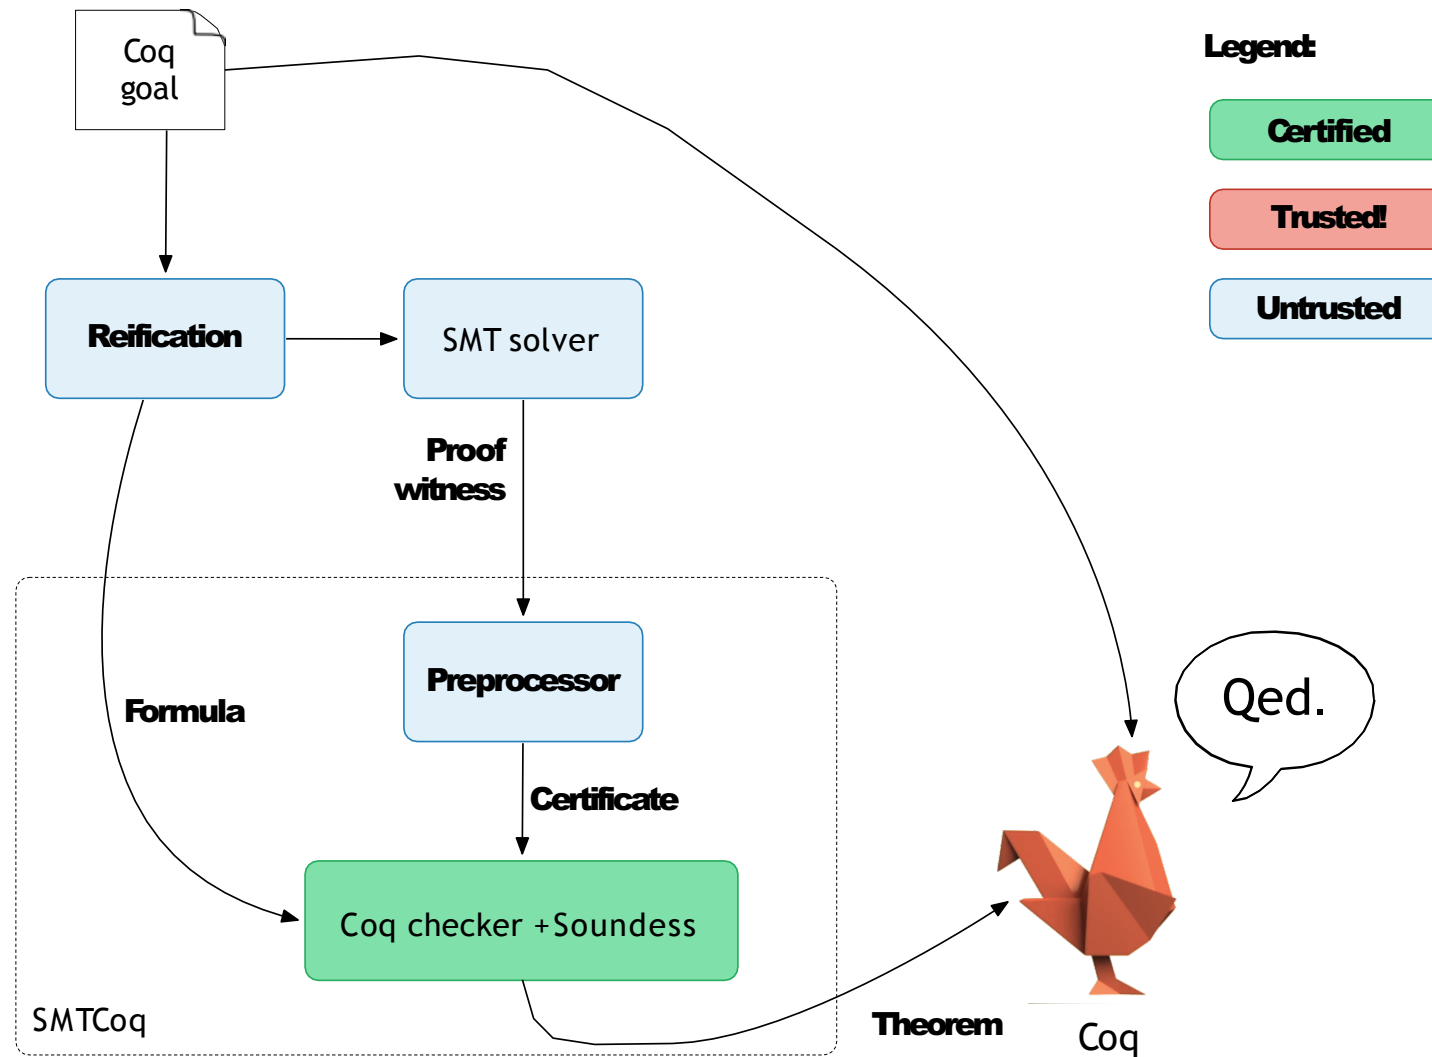 Coq
goal
Legend:
Certified
Trusted!
Untrusted
Reification
SMT solver
Proof
witness
Preprocessor
Formula
Qed.
Certificate
Coq checker +Soundess
SMTCoq
Theorem
Coq